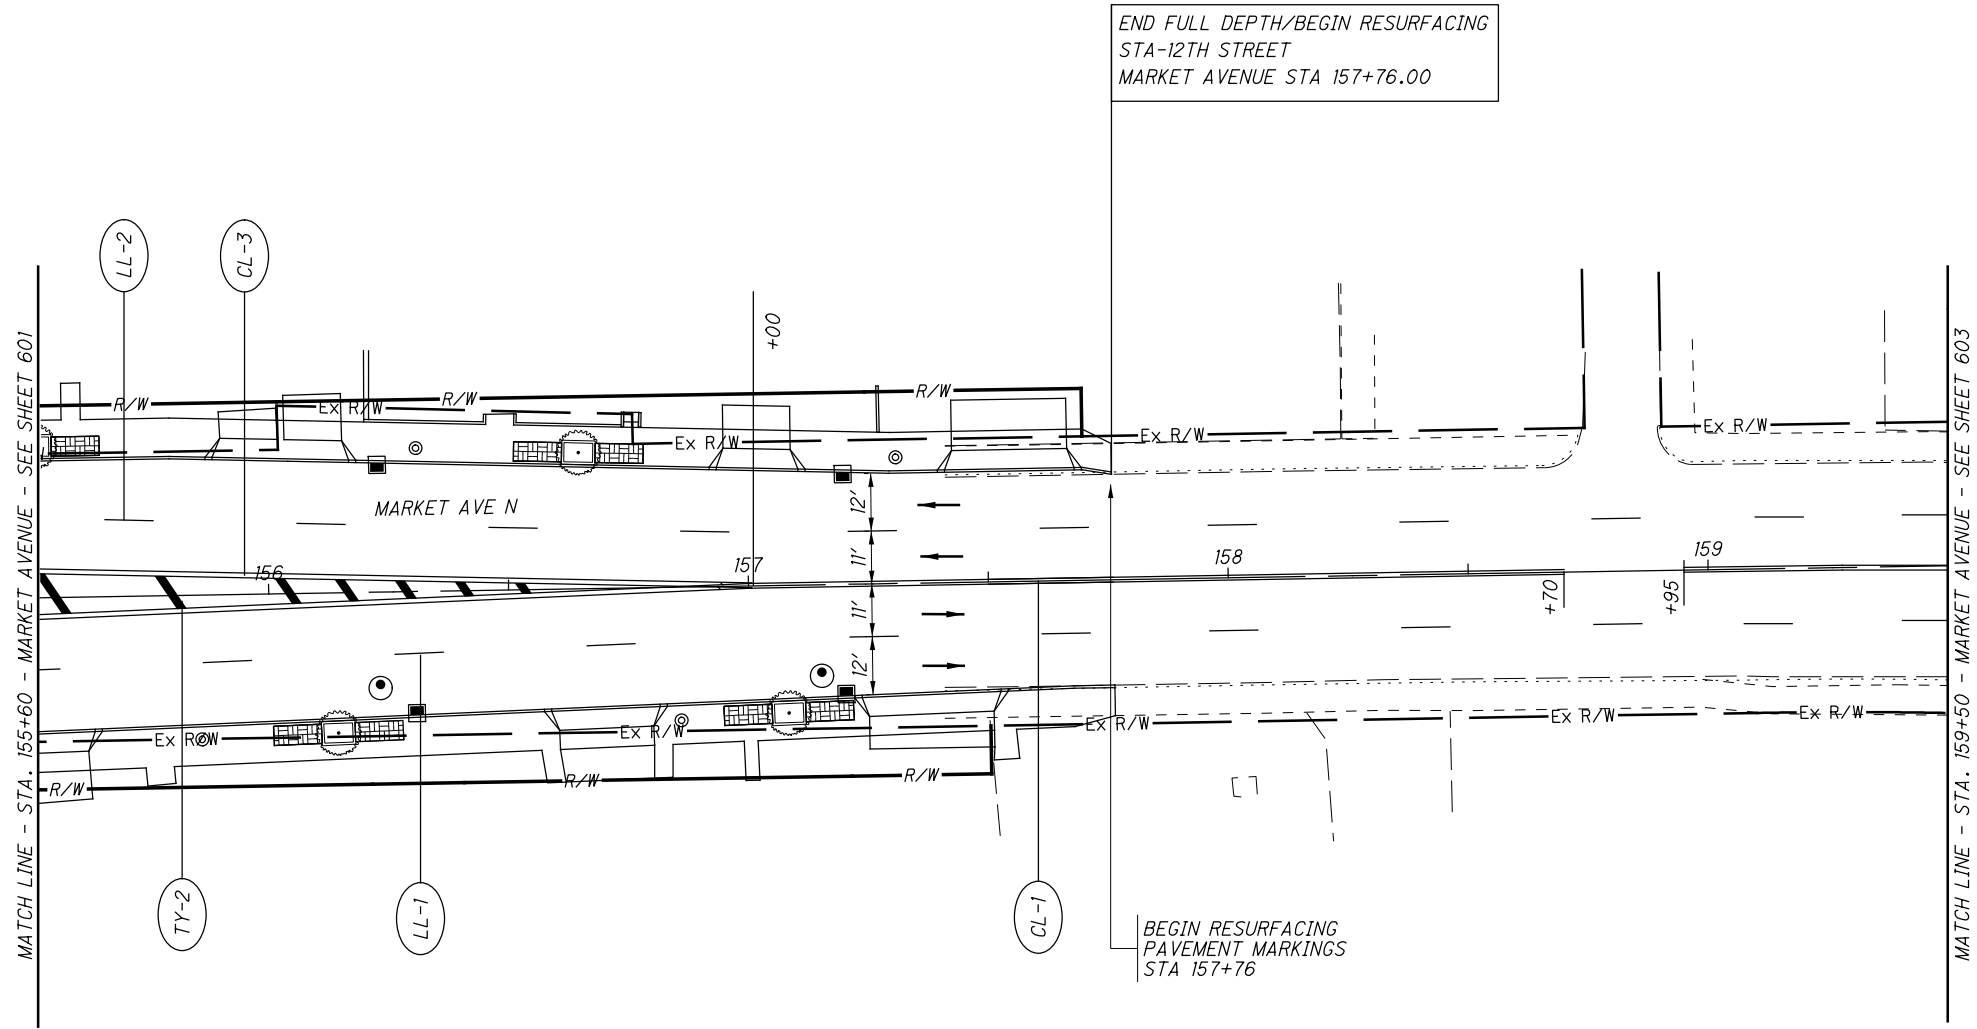 END FULL DEPTH/BEGIN RESURFACING
STA-12TH STREET
MARKET AVENUE STA 157+76.00
MATCH LINE - STA. 155+60 - MARKET AVENUE - SEE SHEET 601
LL-2
CL-3
+00
R/W
R/W
R/W
Ex R/W
Ex R/W
Ex R/W
Ex R/W
MARKET AVE N
12'
11'
11'
12'
156
157
158
159
+70
+95
Ex R/W
Ex R/W
Ex R/W
Ex R/W
Ex R/W
R/W
R/W
R/W
TY-2
LL-1
CL-1
BEGIN RESURFACING
PAVEMENT MARKINGS
STA 157+76
MATCH LINE - STA. 159+50 - MARKET AVENUE - SEE SHEET 603